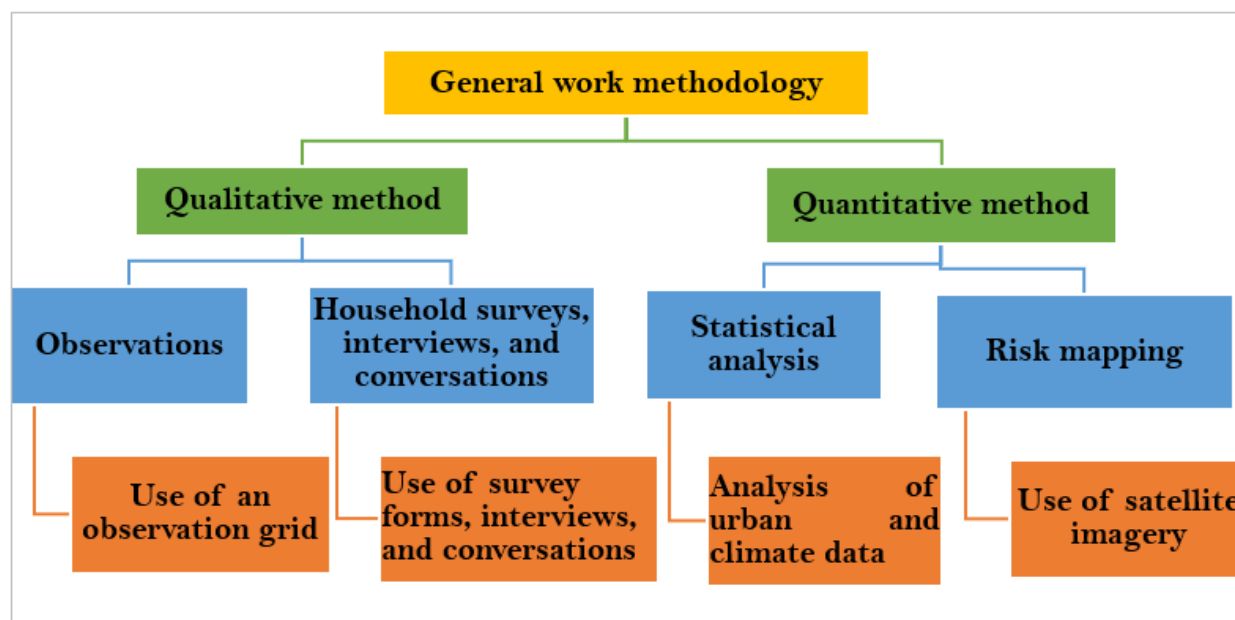 General work methodology
Qualitative method
Quantitative method
Observations
Household surveys,
interviews, and
conversations
Statistical
analysis
Risk mapping
Use of an
observation grid
Use of survey
forms, interviews,
and conversations
Analysis of
urban and
climate data
Use of satellite
imagery